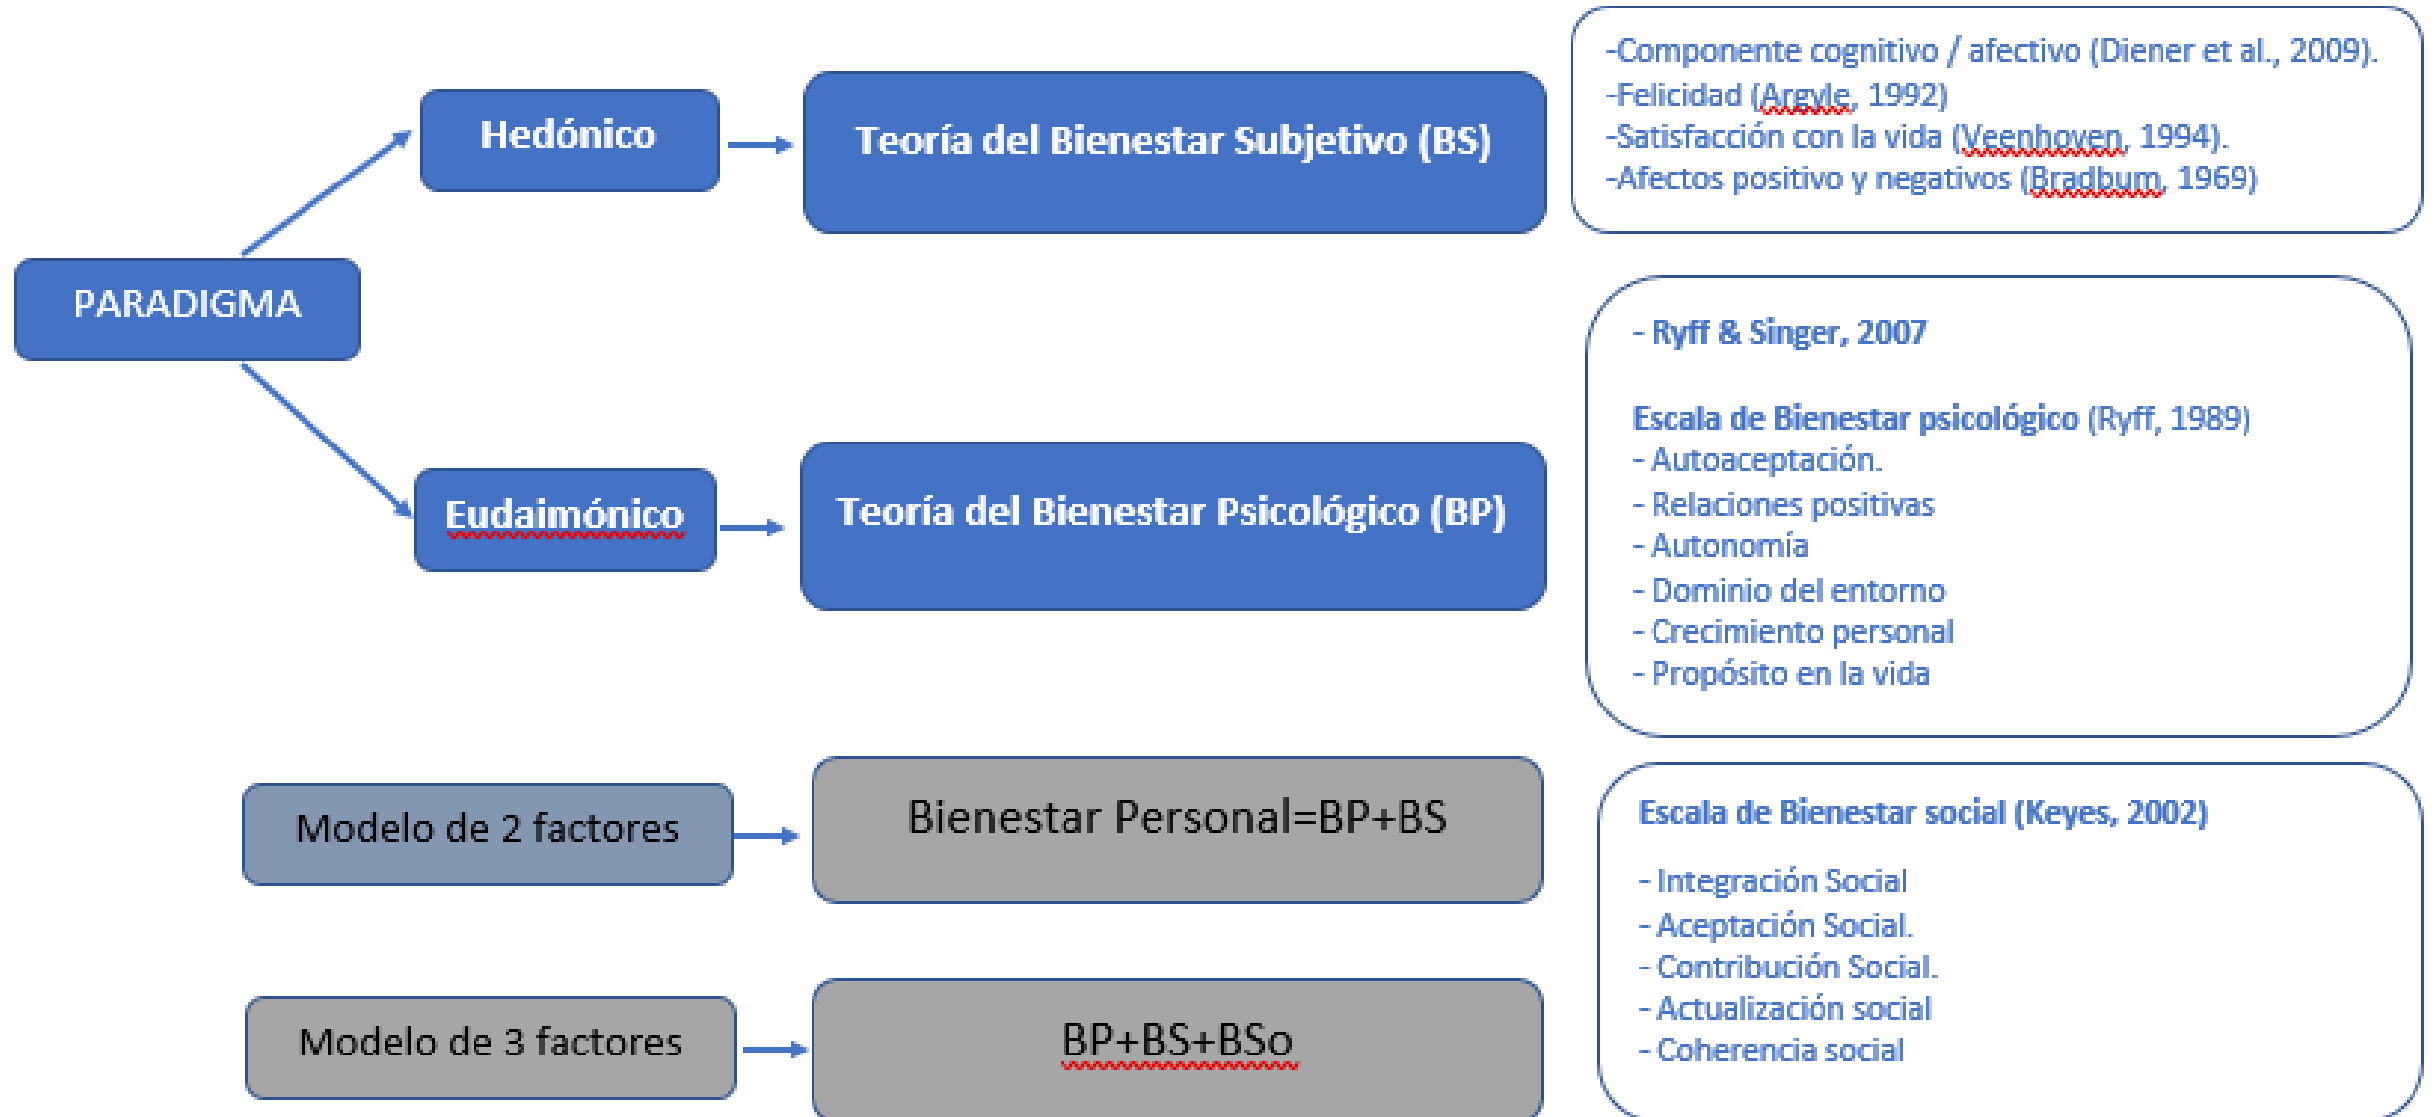 PARADIGMA
Hedónico
Teoría del Bienestar Subjetivo (BS)
-Componente cognitivo / afectivo (Diener et al., 2009).
-Felicidad (Argyle, 1992)
-Satisfacción con la vida (Veenhoven, 1994).
-Afectos positivo y negativos (Bradbum, 1969)
Eudaimónico
Teoría del Bienestar Psicológico (BP)
- Ryff & Singer, 2007
Escala de Bienestar psicológico (Ryff, 1989)
- Autoaceptación.
- Relaciones positivas
- Autonomía
- Dominio del entorno
- Crecimiento personal
- Propósito en la vida
Modelo de 2 factores
Bienestar Personal=BP+BS
Modelo de 3 factores
BP+BS+BSo
Escala de Bienestar social (Keyes, 2002)
- Integración Social
- Aceptación Social.
- Contribución Social.
- Actualización social
- Coherencia social